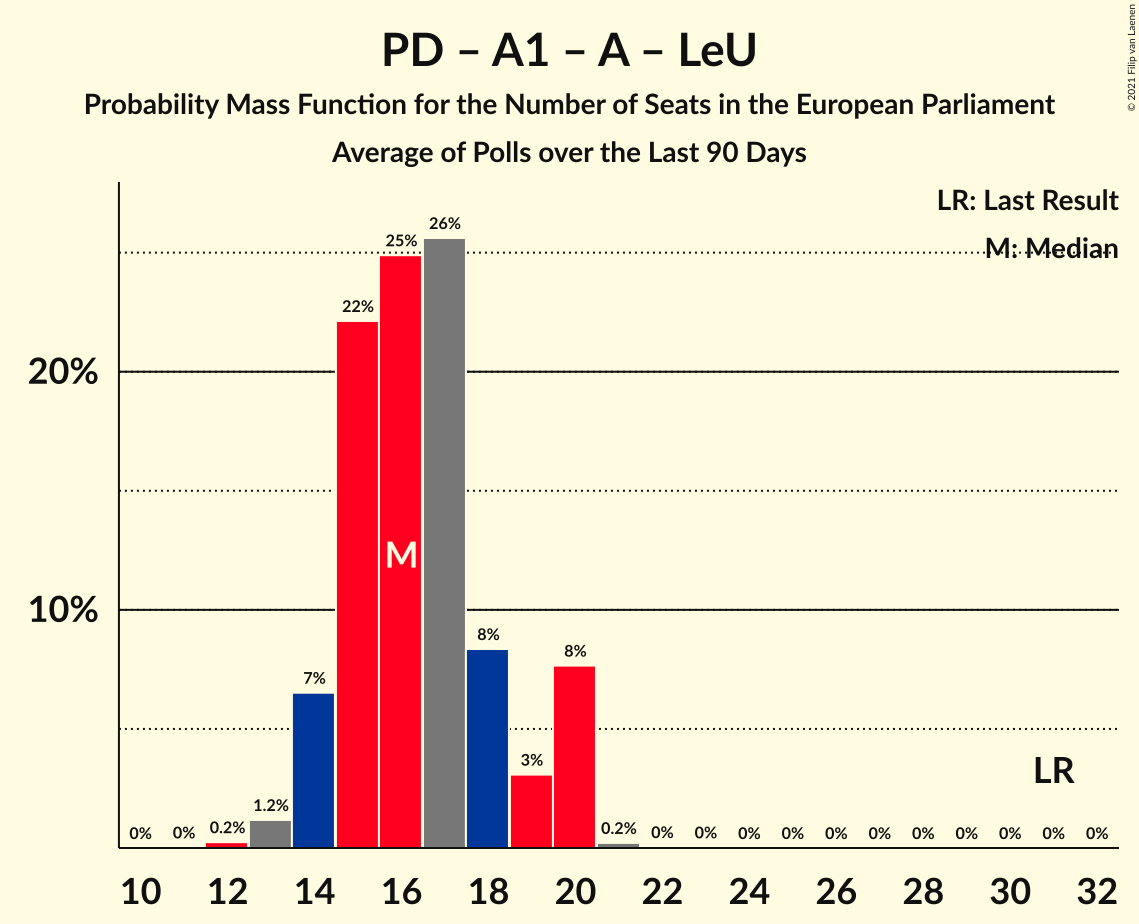 PD – A1 – A – LeU
Probability Mass Function for the Number of Seats in the European Parliament
Average of Polls over the Last 90 Days
© 2021 Filip van Laenen
LR: Last Result
M: Median
20%
10%
0%
0%
0.2%
1.2%
7%
22%
25%
26%
8%
3%
8%
0.2%
0%
0%
0%
0%
0%
0%
0%
0%
0%
0%
0%
M
LR
10 12 14 16 18 20 22 24 26 28 30 32